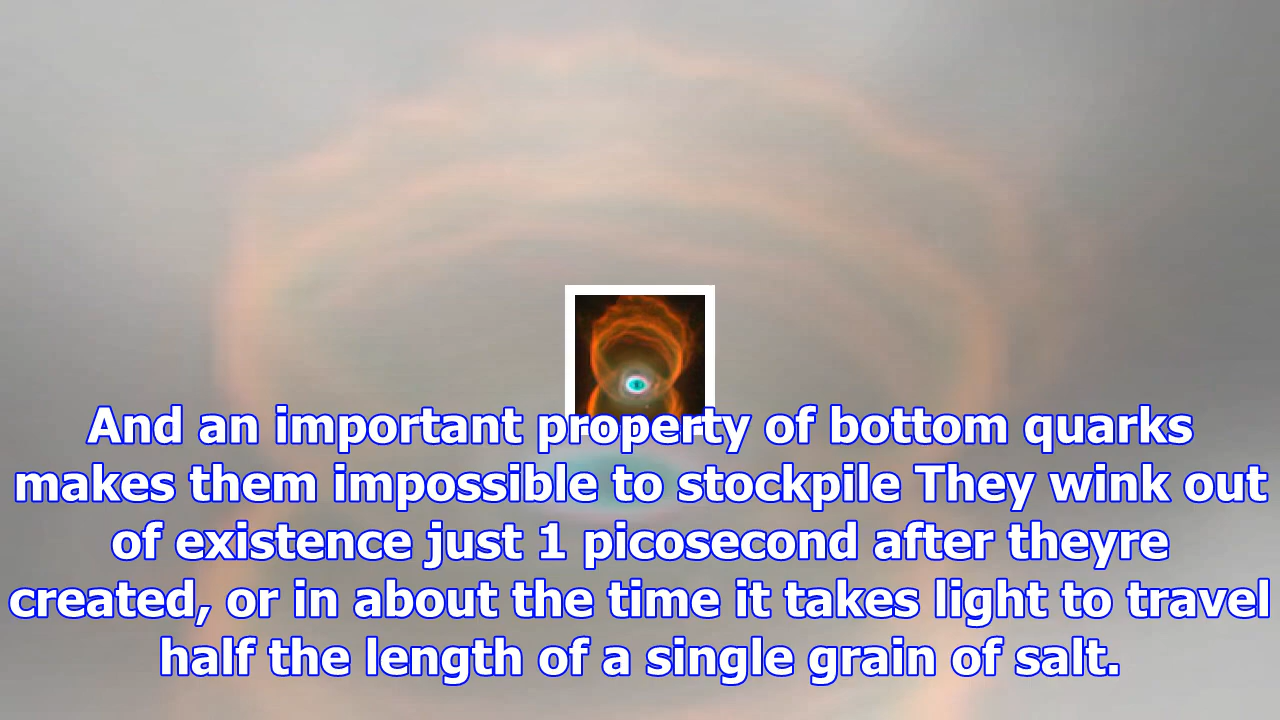 And an important property of bottom quarks
makes them impossible to stockpile They wink out
of existence just 1 picosecond after theyre
created, or in about the time it takes light to travel
half the length of a single grain of salt.